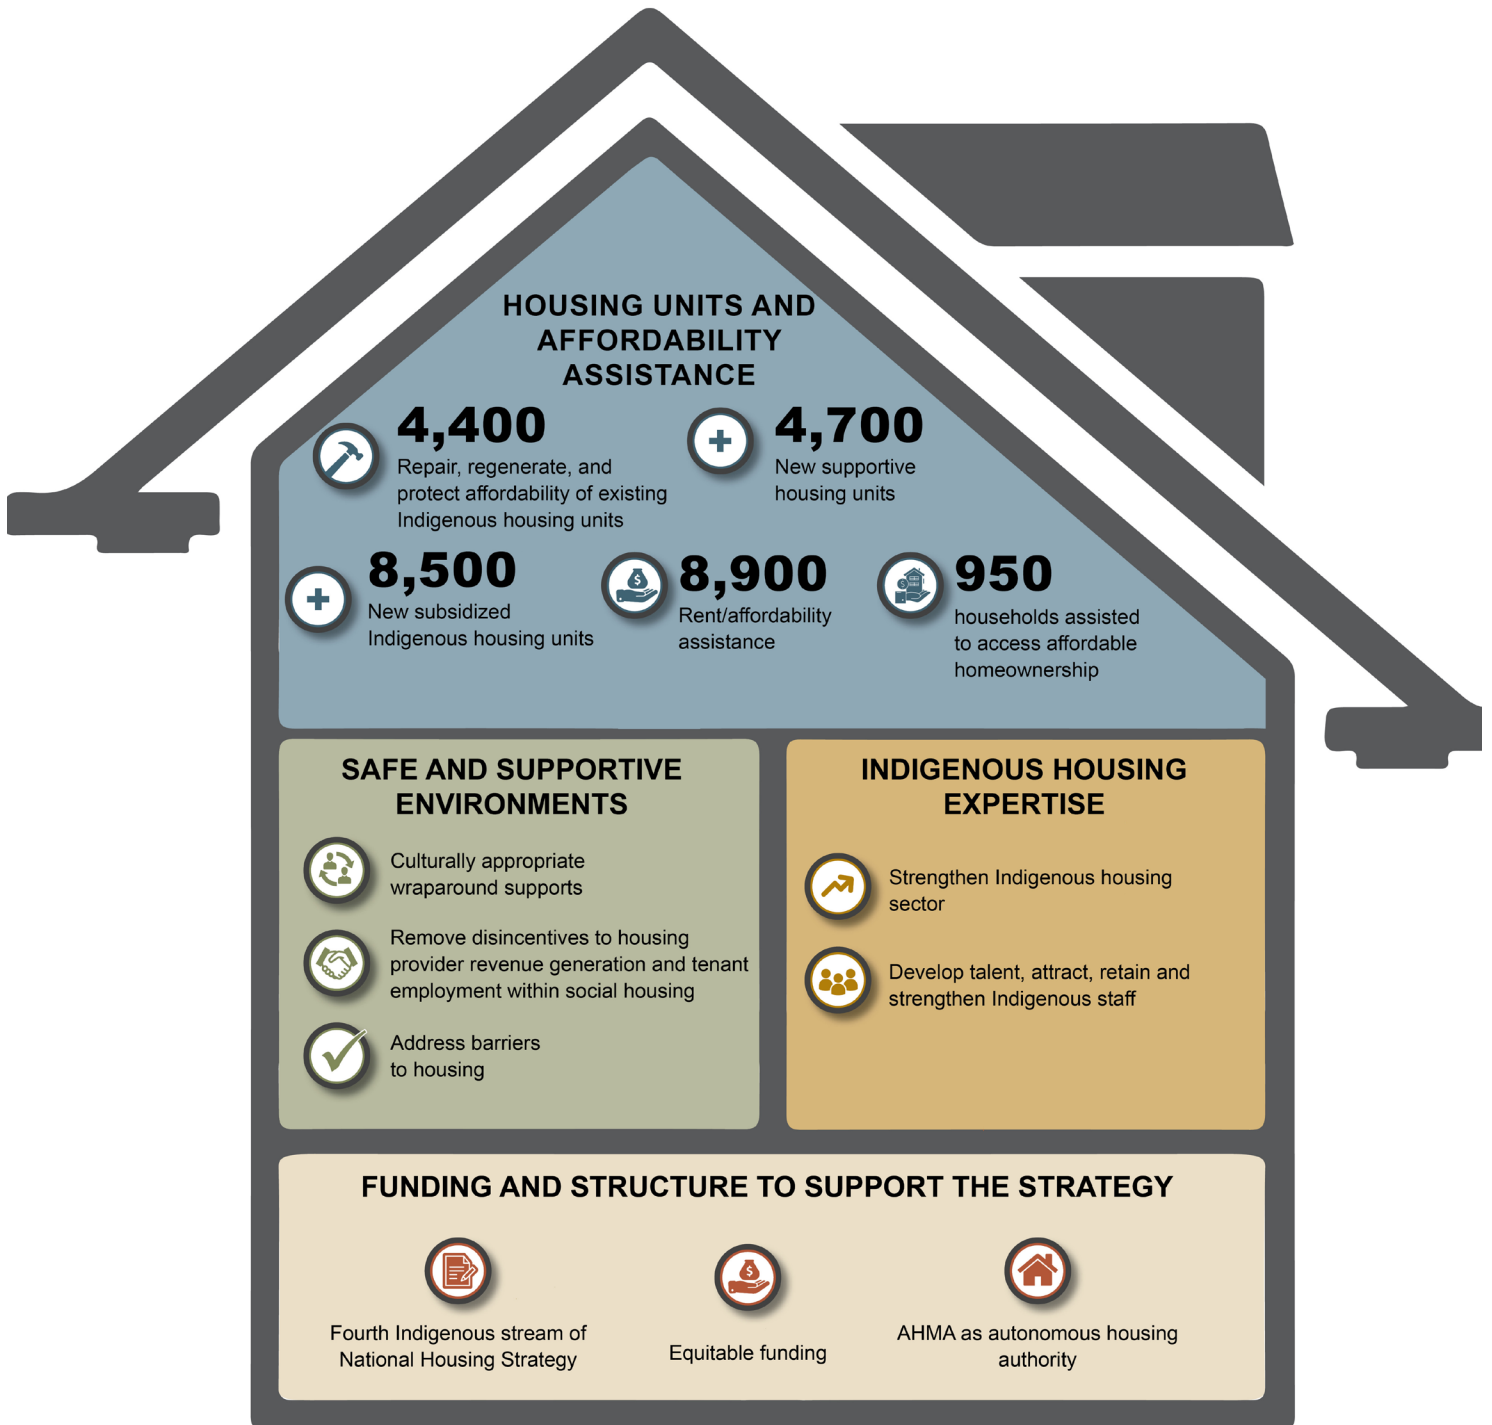 HOUSING UNITS AND
AFFORDABILITY
ASSISTANCE
4,400
Repair, regenerate, and
protect affordability of existing
Indigenous housing units
4,700
New supportive
housing units
8,500
New subsidized
Indigenous housing units
8,900
Rent/affordability
assistance
950
households assisted
to access affordable
homeownership
SAFE AND SUPPORTIVE
ENVIRONMENTS
Culturally appropriate
wraparound supports
Remove disincentives to housing
provider revenue generation and tenant
employment within social housing
Address barriers
to housing
INDIGENOUS HOUSING
EXPERTISE
Strengthen Indigenous housing
sector
Develop talent, attract, retain and
strengthen Indigenous staff
FUNDING AND STRUCTURE TO SUPPORT THE STRATEGY
Fourth Indigenous stream of
National Housing Strategy
Equitable funding
AHMA as autonomous housing
authority